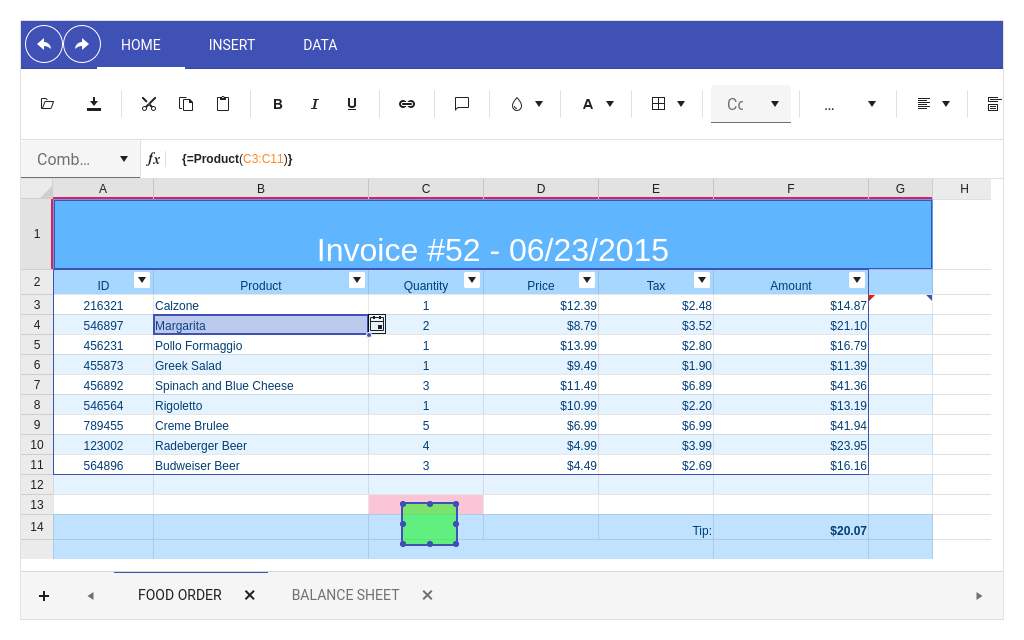 HOME INSERT DATA
B I U A Cc ... 
Comb... fx {=Product(C3:C11)}
A B C D E F G H
1 Invoice #52 - 06/23/2015
2 ID Product Quantity Price Tax Amount
3 216321 Calzone 1 $12.39 $2.48 $14.87
4 546897 Margarita 2 $8.79 $3.52 $21.10
5 456231 Pollo Formaggio 1 $13.99 $2.80 $16.79
6 455873 Greek Salad 1 $9.49 $1.90 $11.39
7 456892 Spinach and Blue Cheese 3 $11.49 $6.89 $41.36
8 546564 Rigoletto 1 $10.99 $2.20 $13.19
9 789455 Creme Brulee 5 $6.99 $6.99 $41.94
10 123002 Radeberger Beer 4 $4.99 $3.99 $23.95
11 564896 Budweiser Beer 3 $4.49 $2.69 $16.16
12
13
14 Tip: $20.07
FOOD ORDER BALANCE SHEET